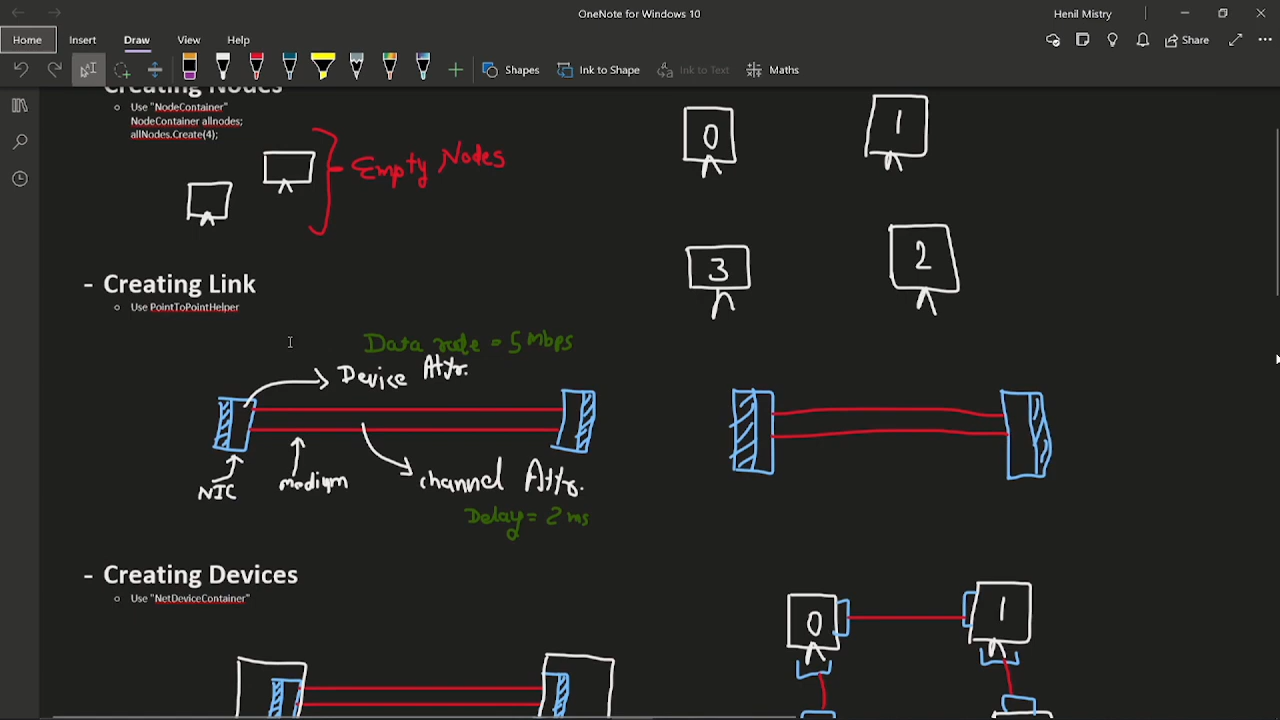 OneNote for Windows 10
Henil Mistry
Home
Insert
Draw
View
Help
Share
Shapes
Ink to Shape
Ink to Text
Maths
Creating Nodes
Use "NodeContainer"
NodeContainer allnodes;
allNodes.Create(4);
Empty Nodes
0
1
3
2
- Creating Link
Use PointToPointHelper
Data rate = 5 Mbps
Device Attr.
NIC
medium
channel Attr.
Delay = 2 ms
- Creating Devices
Use "NetDeviceContainer"
0
1